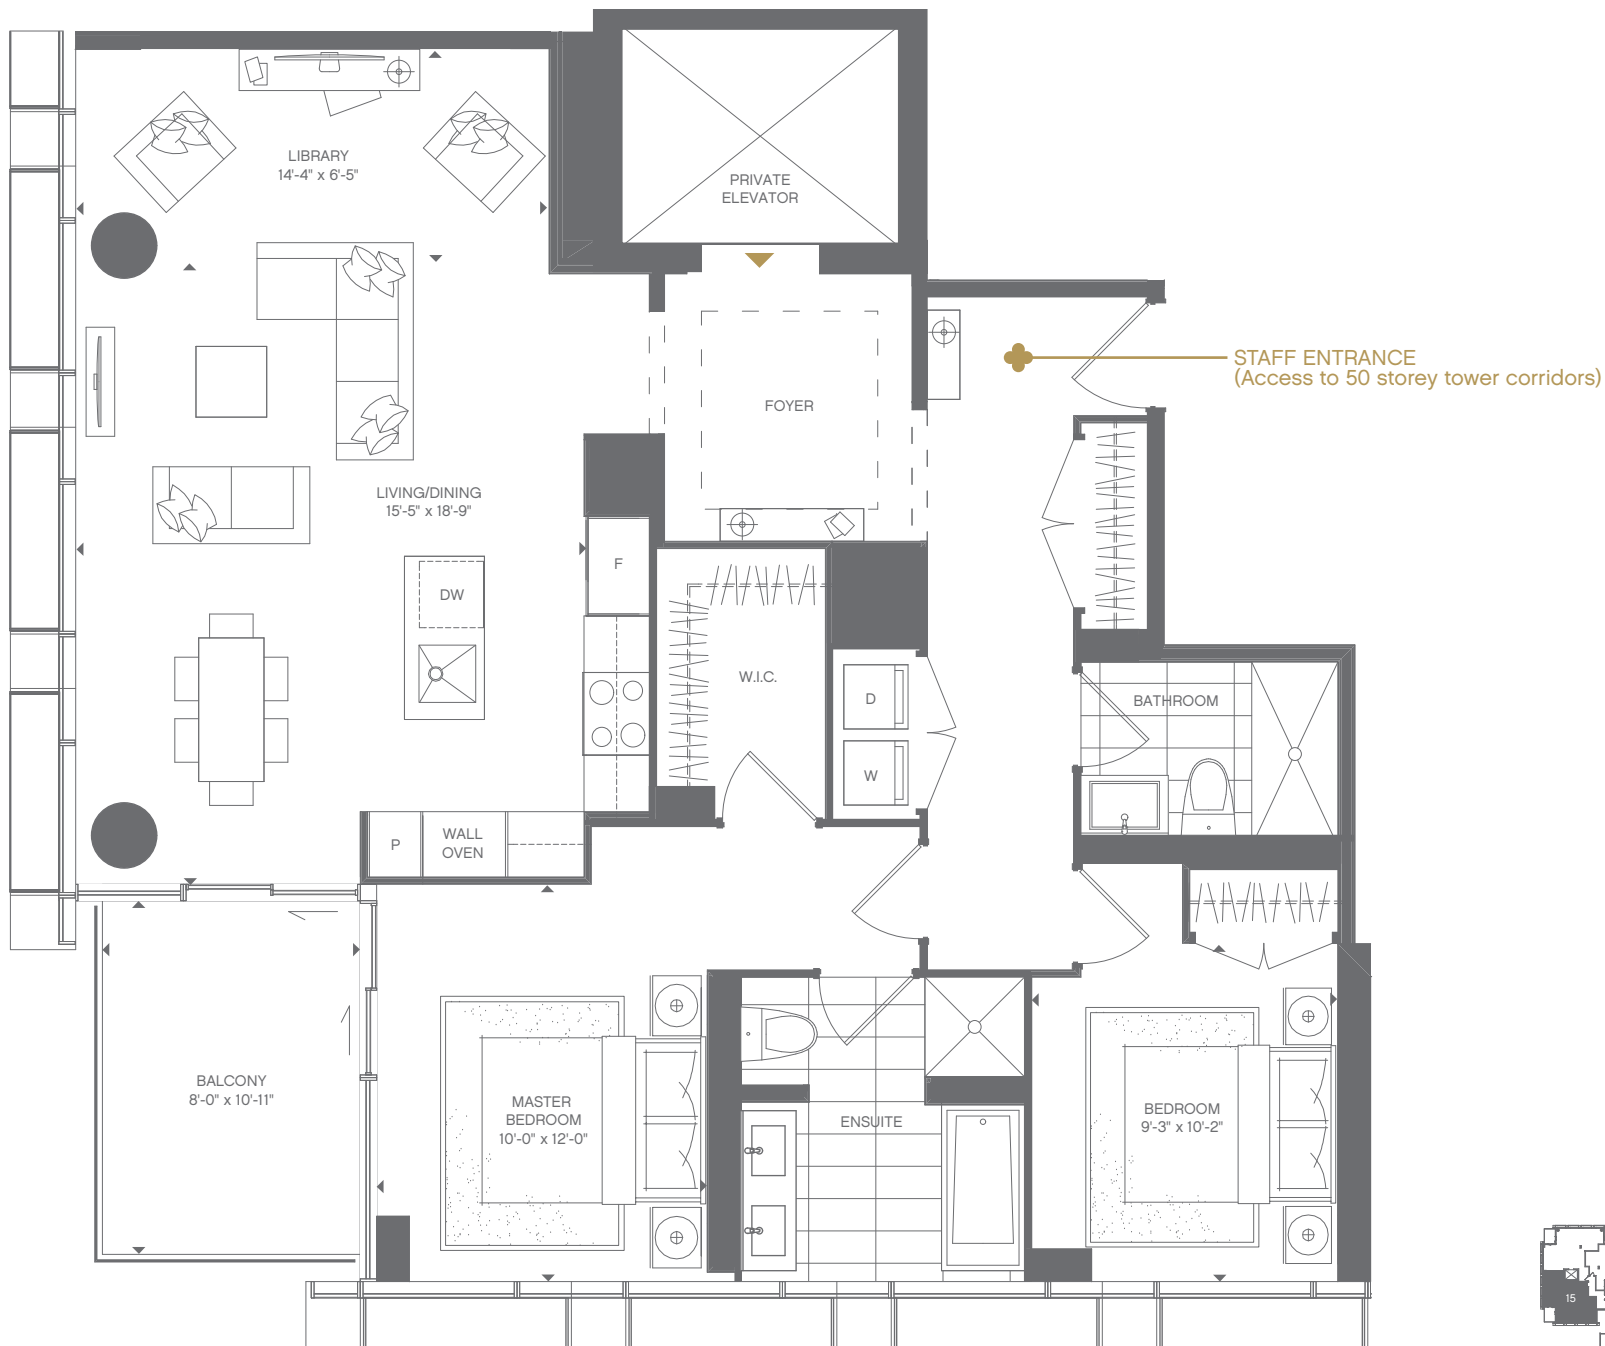 LIBRARY
14'-4" x 6'-5"
PRIVATE
ELEVATOR
STAFF ENTRANCE
(Access to 50 storey tower corridors)
FOYER
LIVING/DINING
15'-5" x 18'-9"
F
DW
W.I.C.
D
W
BATHROOM
P
WALL
OVEN
BALCONY
8'-0" x 10'-11"
MASTER
BEDROOM
10'-0" x 12'-0"
ENSUITE
BEDROOM
9'-3" x 10'-2"
15